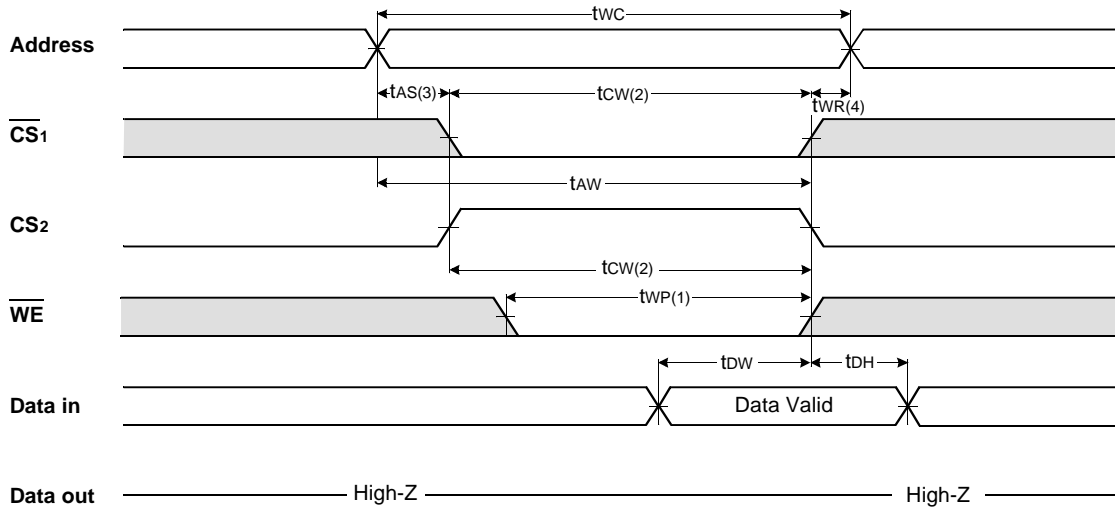 tWC
Address
tAS(3) tCW(2) tWR(4)
CS1
tAW
CS2
tCW(2)
tWP(1)
WE
tDW tDH
Data in Data Valid
Data out High-Z High-Z